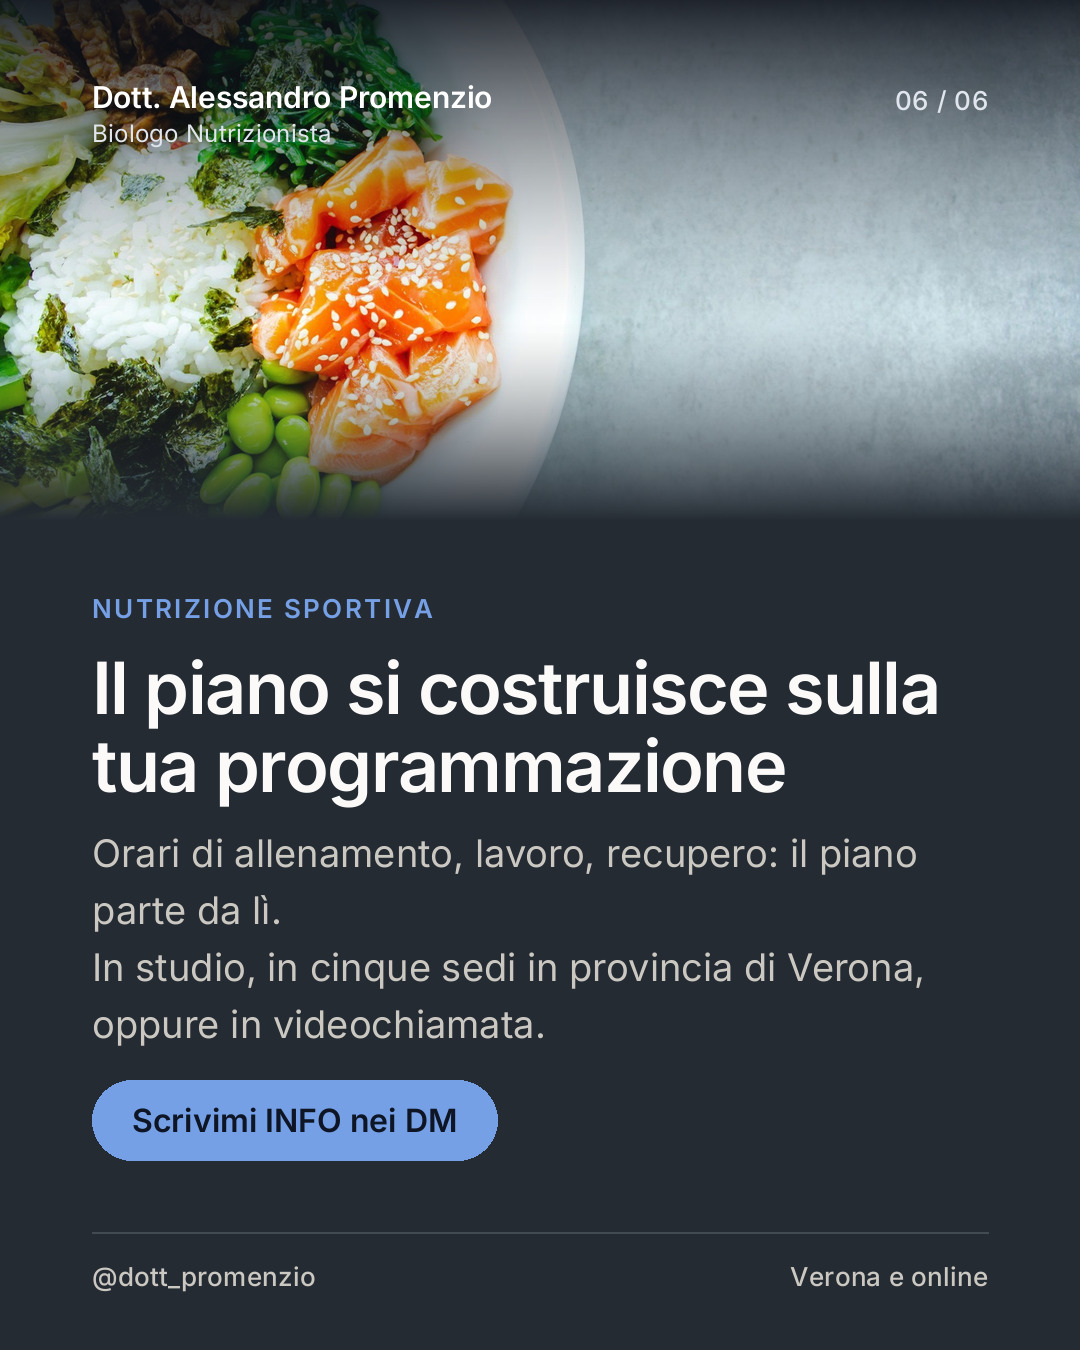 Dott. Alessandro Promenzio
Biologo Nutrizionista
06 / 06
NUTRIZIONE SPORTIVA
Il piano si costruisce sulla
tua programmazione
Orari di allenamento, lavoro, recupero: il piano
parte da lì.
In studio, in cinque sedi in provincia di Verona,
oppure in videochiamata.
Scrivimi INFO nei DM
@dott_promenzio
Verona e online